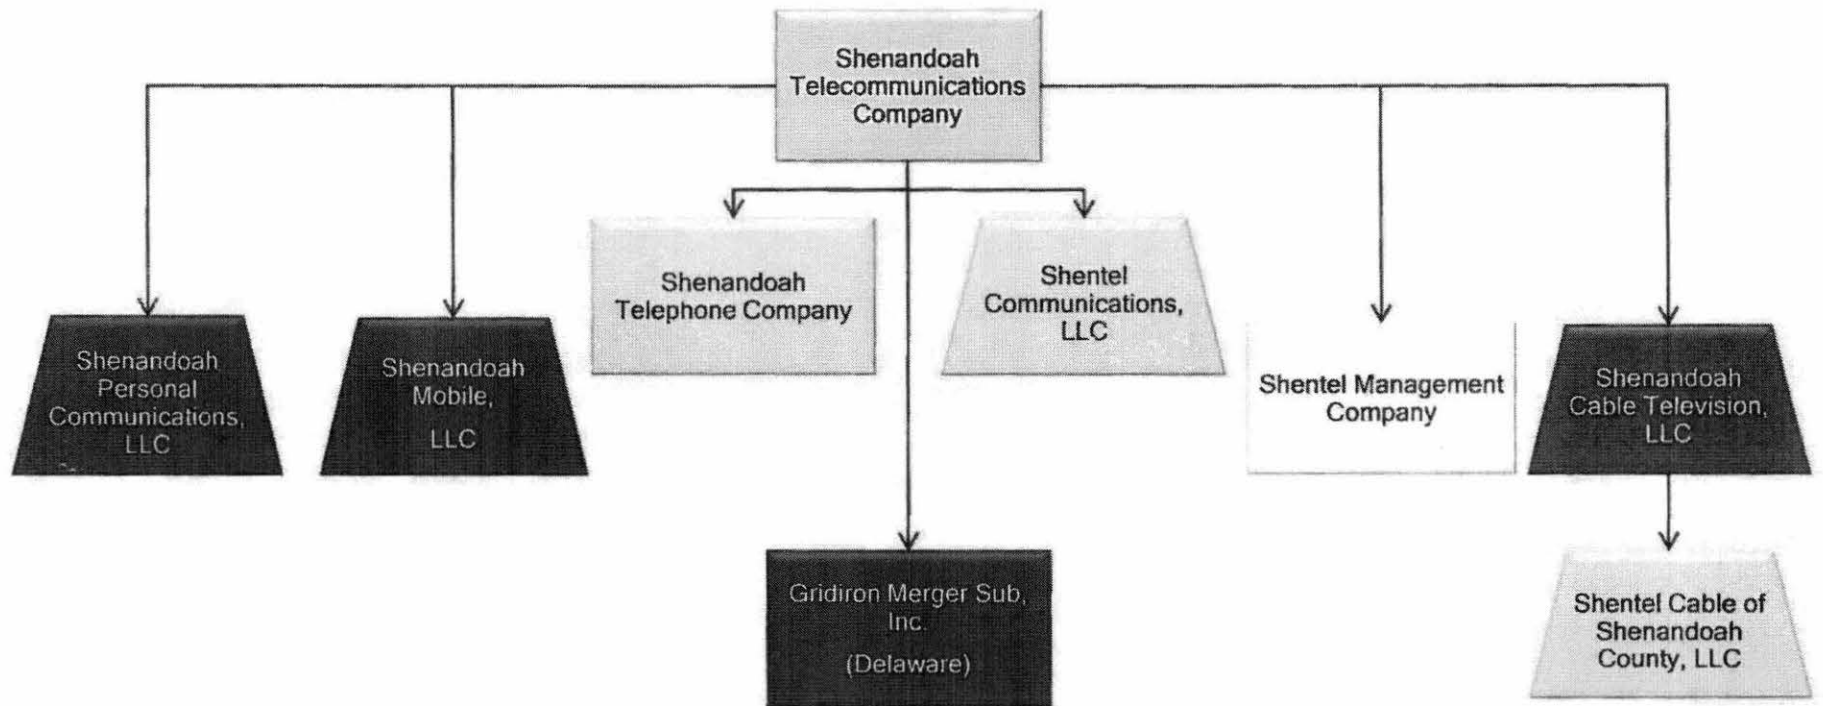 Shenandoah
Telecommunications
Company
Shenandoah
Telephone Company
Shentel
Communications,
LLC
Shenandoah
Personal
Communications,
LLC
Shenandoah
Mobile,
LLC
Shentel Management
Company
Shenandoah
Cable Television,
LLC
Gridiron Merger Sub,
Inc.
(Delaware)
Shentel Cable of
Shenandoah
County, LLC